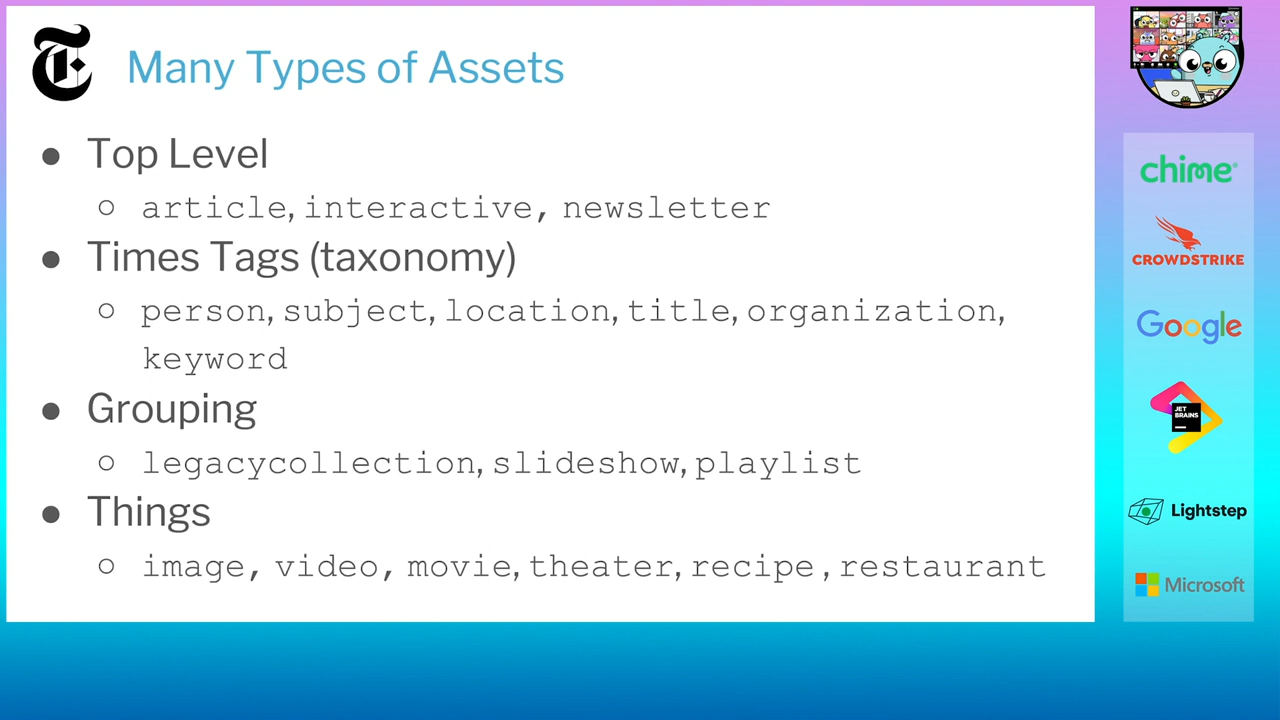 Many Types of Assets
● Top Level
○ article, interactive, newsletter
● Times Tags (taxonomy)
○ person, subject, location, title, organization,
keyword
● Grouping
○ legacycollection, slideshow, playlist
● Things
○ image, video, movie, theater, recipe , restaurant
chime®
CROWDSTRIKE
Google
JET
BRAINS
Lightstep
Microsoft